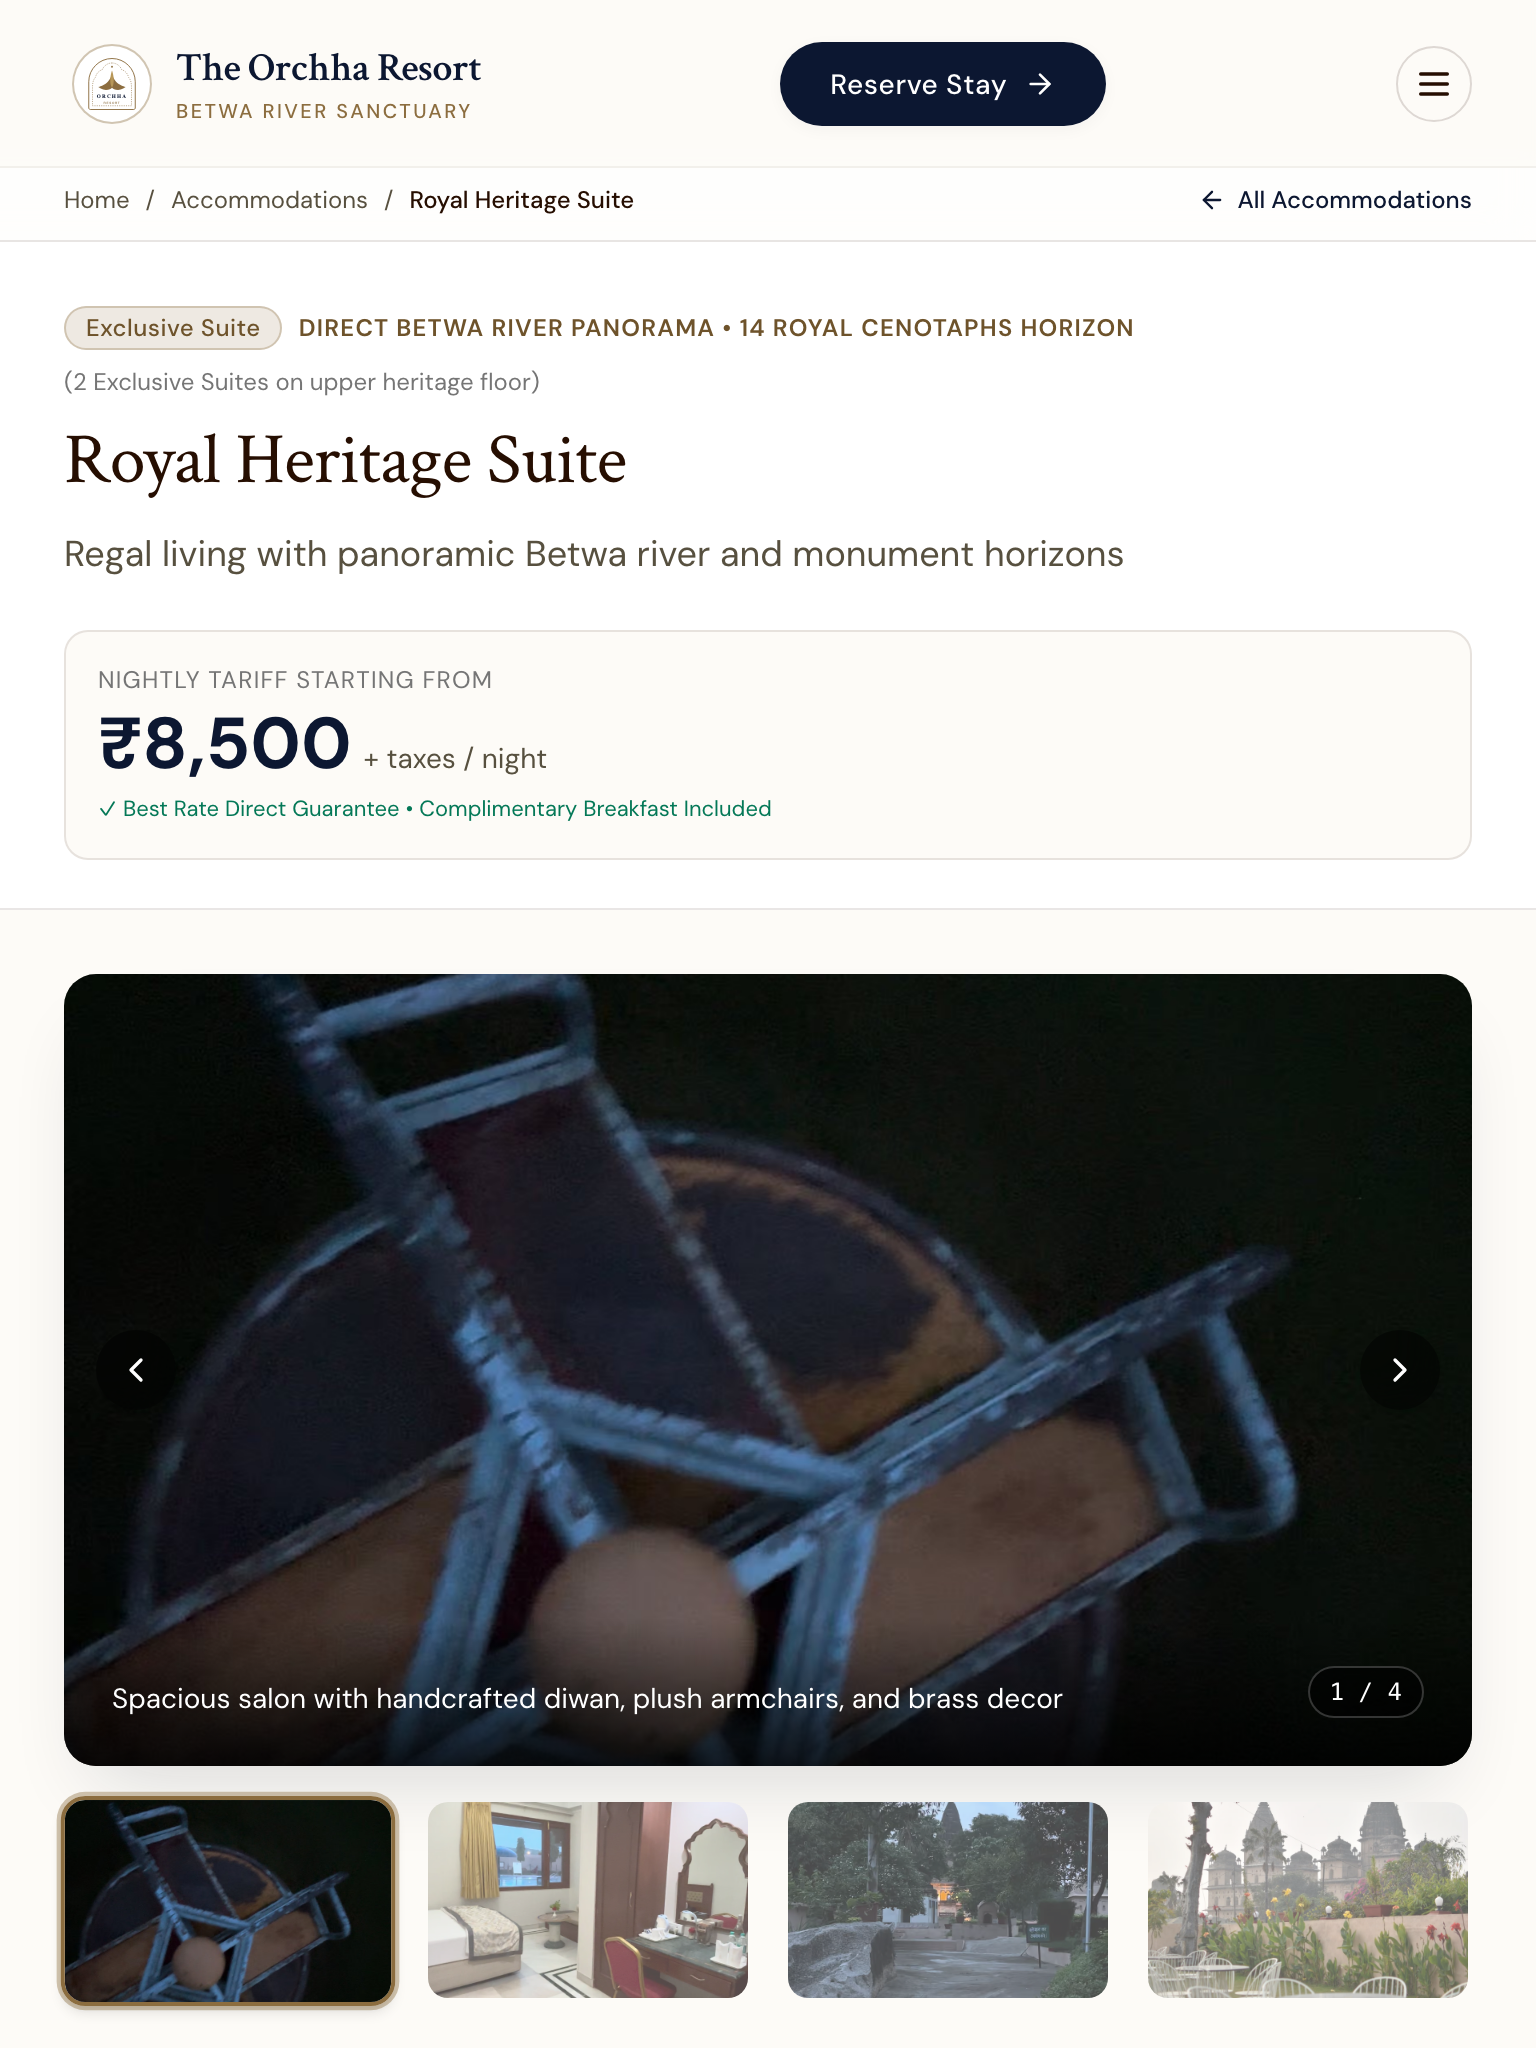 ORCHHA
RESORT
The Orchha Resort
BETWA RIVER SANCTUARY
Reserve Stay
Home / Accommodations / Royal Heritage Suite
All Accommodations
Exclusive Suite
DIRECT BETWA RIVER PANORAMA • 14 ROYAL CENOTAPHS HORIZON
(2 Exclusive Suites on upper heritage floor)
Royal Heritage Suite
Regal living with panoramic Betwa river and monument horizons
NIGHTLY TARIFF STARTING FROM
₹8,500 + taxes / night
✓ Best Rate Direct Guarantee • Complimentary Breakfast Included
Spacious salon with handcrafted diwan, plush armchairs, and brass decor
1 / 4